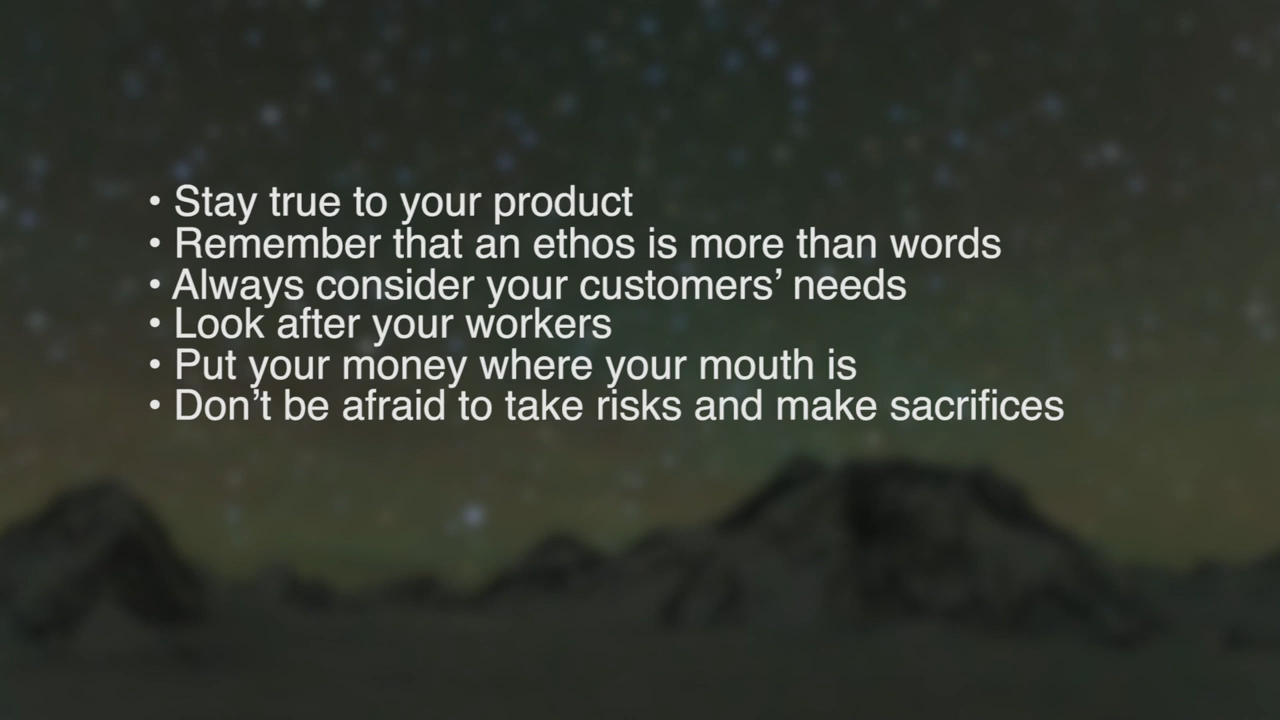 • Stay true to your product
• Remember that an ethos is more than words
• Always consider your customers’ needs
• Look after your workers
• Put your money where your mouth is
• Don’t be afraid to take risks and make sacrifices